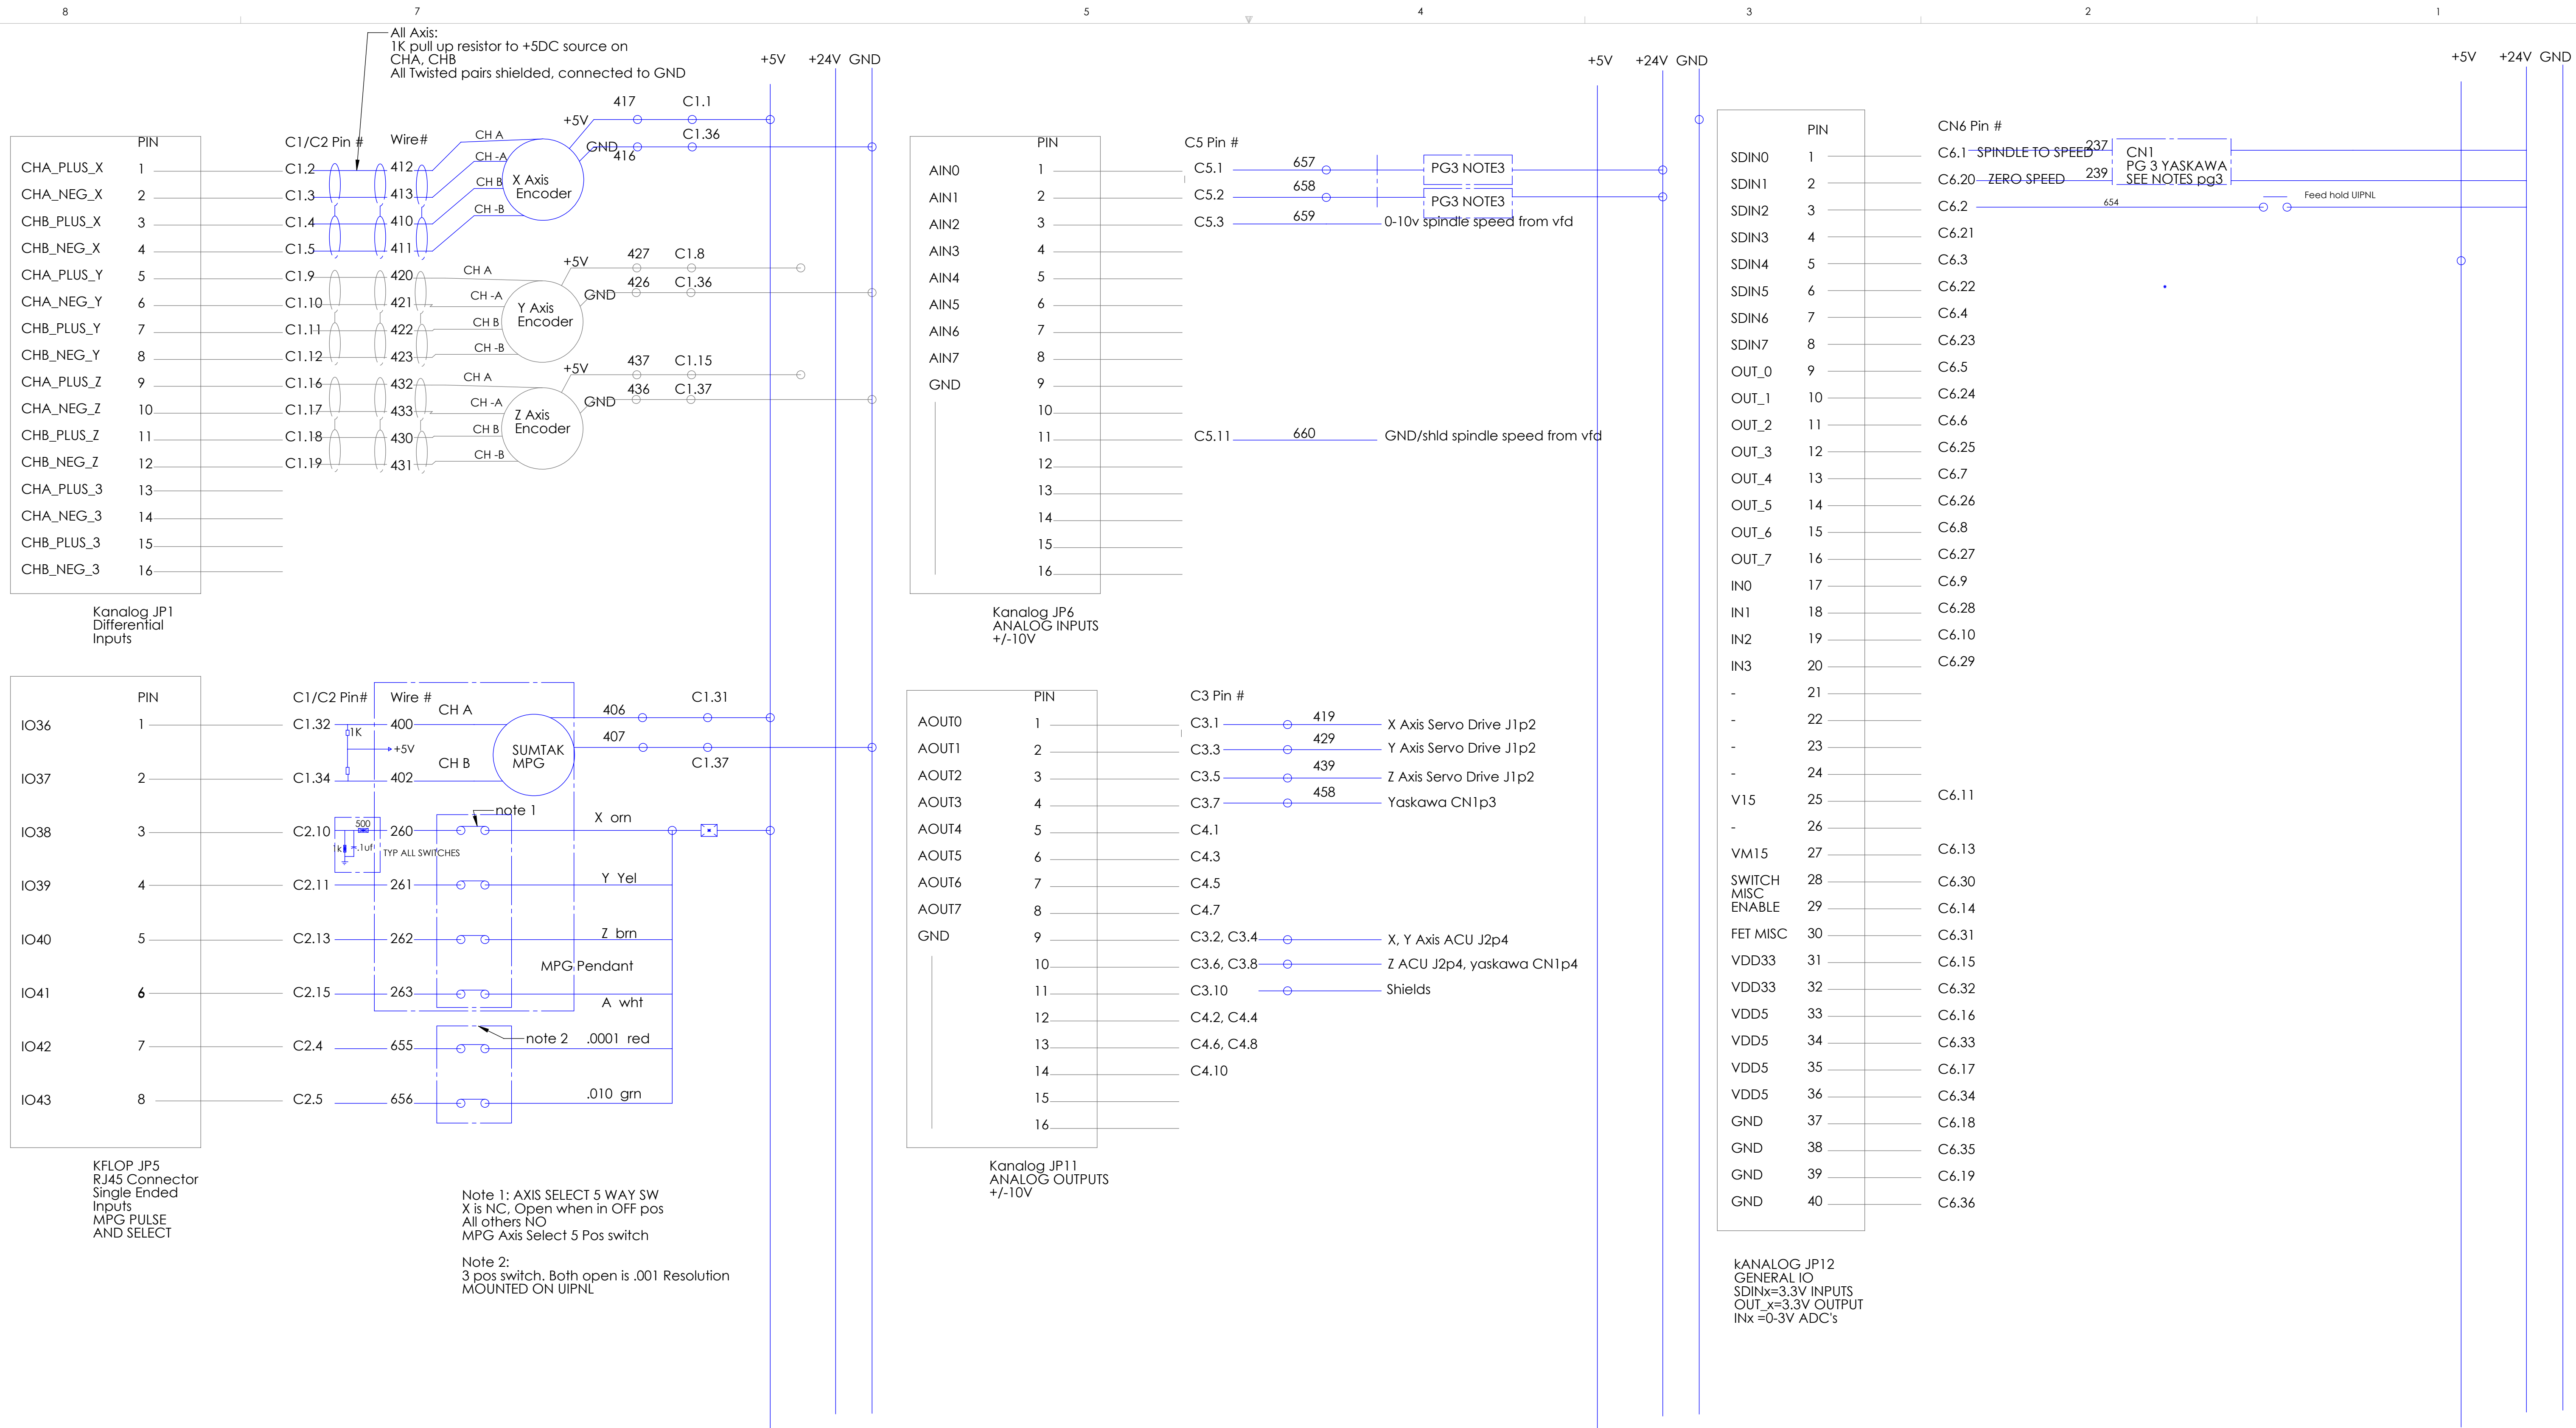 8
7
5
4
3
2
1
All Axis:
1K pull up resistor to +5DC source on
CHA, CHB
All Twisted pairs shielded, connected to GND
+5V
+24V
GND
PIN
C1/C2 Pin #
Wire#
CHA_PLUS_X 1 C1.2 412 CH A
CHA_NEG_X 2 C1.3 413 CH -A
CHB_PLUS_X 3 C1.4 410 CH B
CHB_NEG_X 4 C1.5 411 CH -B
X Axis
Encoder
+5V 417 C1.1
GND 416 C1.36
CHA_PLUS_Y 5 C1.9 420 CH A
CHA_NEG_Y 6 C1.10 421 CH -A
CHB_PLUS_Y 7 C1.11 422 CH B
CHB_NEG_Y 8 C1.12 423 CH -B
Y Axis
Encoder
+5V 427 C1.8
GND 426 C1.36
CHA_PLUS_Z 9 C1.16 432 CH A
CHA_NEG_Z 10 C1.17 433 CH -A
CHB_PLUS_Z 11 C1.18 430 CH B
CHB_NEG_Z 12 C1.19 431 CH -B
Z Axis
Encoder
+5V 437 C1.15
GND 436 C1.37
CHA_PLUS_3 13
CHA_NEG_3 14
CHB_PLUS_3 15
CHB_NEG_3 16
Kanalog JP1
Differential
Inputs
PIN
C1/C2 Pin#
Wire #
IO36 1 C1.32 400 CH A
1K
+5V
IO37 2 C1.34 402 CH B
SUMTAK
MPG
406 C1.31
407 C1.37
note 1
IO38 3 C2.10 500 260 X orn
1k .1uf
TYP ALL SWITCHES
IO39 4 C2.11 261 Y Yel
IO40 5 C2.13 262 Z brn
MPG Pendant
IO41 6 C2.15 263 A wht
note 2
IO42 7 C2.4 655 .0001 red
IO43 8 C2.5 656 .010 grn
KFLOP JP5
RJ45 Connector
Single Ended
Inputs
MPG PULSE
AND SELECT
Note 1: AXIS SELECT 5 WAY SW
X is NC, Open when in OFF pos
All others NO
MPG Axis Select 5 Pos switch
Note 2:
3 pos switch. Both open is .001 Resolution
MOUNTED ON UIPNL
+5V
+24V
GND
PIN
C5 Pin #
AIN0 1 C5.1 657 PG3 NOTE3
AIN1 2 C5.2 658 PG3 NOTE3
AIN2 3 C5.3 659 0-10v spindle speed from vfd
AIN3 4
AIN4 5
AIN5 6
AIN6 7
AIN7 8
GND 9
10
11 C5.11 660 GND/shld spindle speed from vfd
12
13
14
15
16
Kanalog JP6
ANALOG INPUTS
+/-10V
PIN
C3 Pin #
AOUT0 1 C3.1 419 X Axis Servo Drive J1p2
AOUT1 2 C3.3 429 Y Axis Servo Drive J1p2
AOUT2 3 C3.5 439 Z Axis Servo Drive J1p2
AOUT3 4 C3.7 458 Yaskawa CN1p3
AOUT4 5 C4.1
AOUT5 6 C4.3
AOUT6 7 C4.5
AOUT7 8 C4.7
GND 9 C3.2, C3.4 X, Y Axis ACU J2p4
10 C3.6, C3.8 Z ACU J2p4, yaskawa CN1p4
11 C3.10 Shields
12 C4.2, C4.4
13 C4.6, C4.8
14 C4.10
15
16
Kanalog JP11
ANALOG OUTPUTS
+/-10V
+5V
+24V
GND
PIN
CN6 Pin #
SDIN0 1 C6.1 SPINDLE TO SPEED 237
SDIN1 2 C6.20 ZERO SPEED 239
CN1
PG 3 YASKAWA
SEE NOTES pg3
SDIN2 3 C6.2 654 Feed hold UIPNL
SDIN3 4 C6.21
SDIN4 5 C6.3
SDIN5 6 C6.22
SDIN6 7 C6.4
SDIN7 8 C6.23
OUT_0 9 C6.5
OUT_1 10 C6.24
OUT_2 11 C6.6
OUT_3 12 C6.25
OUT_4 13 C6.7
OUT_5 14 C6.26
OUT_6 15 C6.8
OUT_7 16 C6.27
IN0 17 C6.9
IN1 18 C6.28
IN2 19 C6.10
IN3 20 C6.29
- 21
- 22
- 23
- 24
V15 25 C6.11
- 26
VM15 27 C6.13
SWITCH 28 C6.30
MISC
ENABLE 29 C6.14
FET MISC 30 C6.31
VDD33 31 C6.15
VDD33 32 C6.32
VDD5 33 C6.16
VDD5 34 C6.33
VDD5 35 C6.17
VDD5 36 C6.34
GND 37 C6.18
GND 38 C6.35
GND 39 C6.19
GND 40 C6.36
kANALOG JP12
GENERAL IO
SDINx=3.3V INPUTS
OUT_x=3.3V OUTPUT
INx =0-3V ADC's